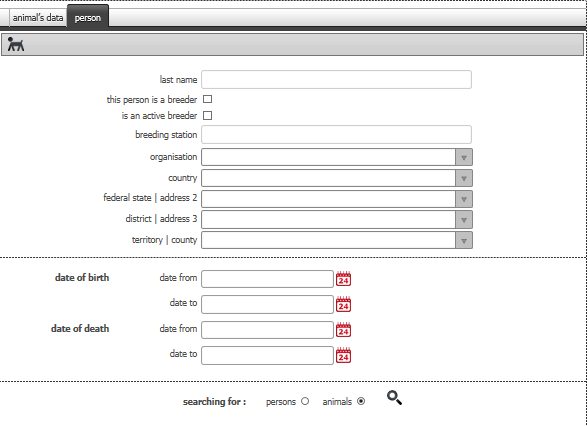 animal's data person
last name
this person is a breeder
is an active breeder
breeding station
organisation
country
federal state | address 2
district | address 3
territory | county
date of birth date from
24
date to
24
date of death date from
24
date to
24
searching for : persons animals